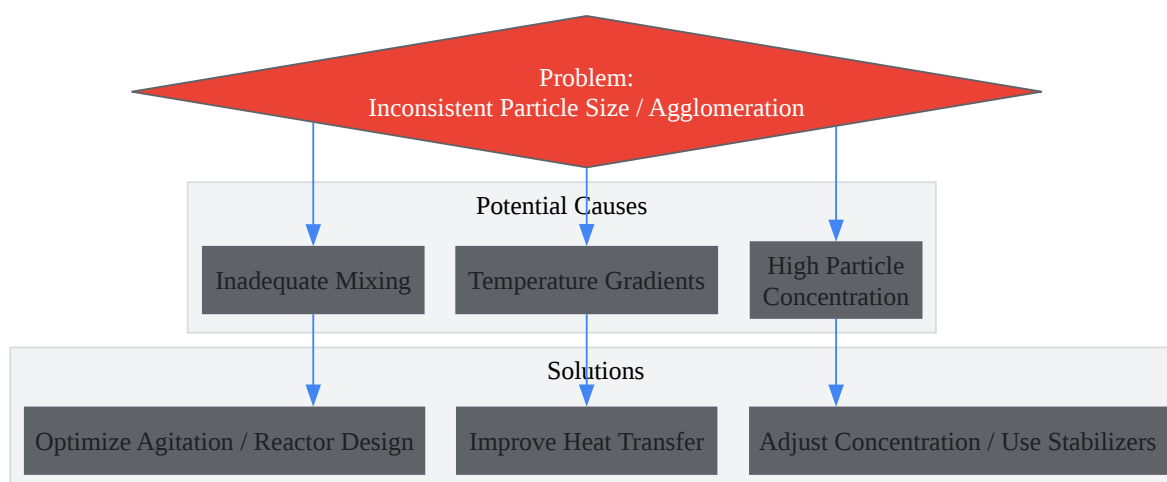 Problem:
Inconsistent Particle Size / Agglomeration
Potential Causes
Inadequate Mixing
Temperature Gradients
High Particle
Concentration
Solutions
Optimize Agitation / Reactor Design
Improve Heat Transfer
Adjust Concentration / Use Stabilizers